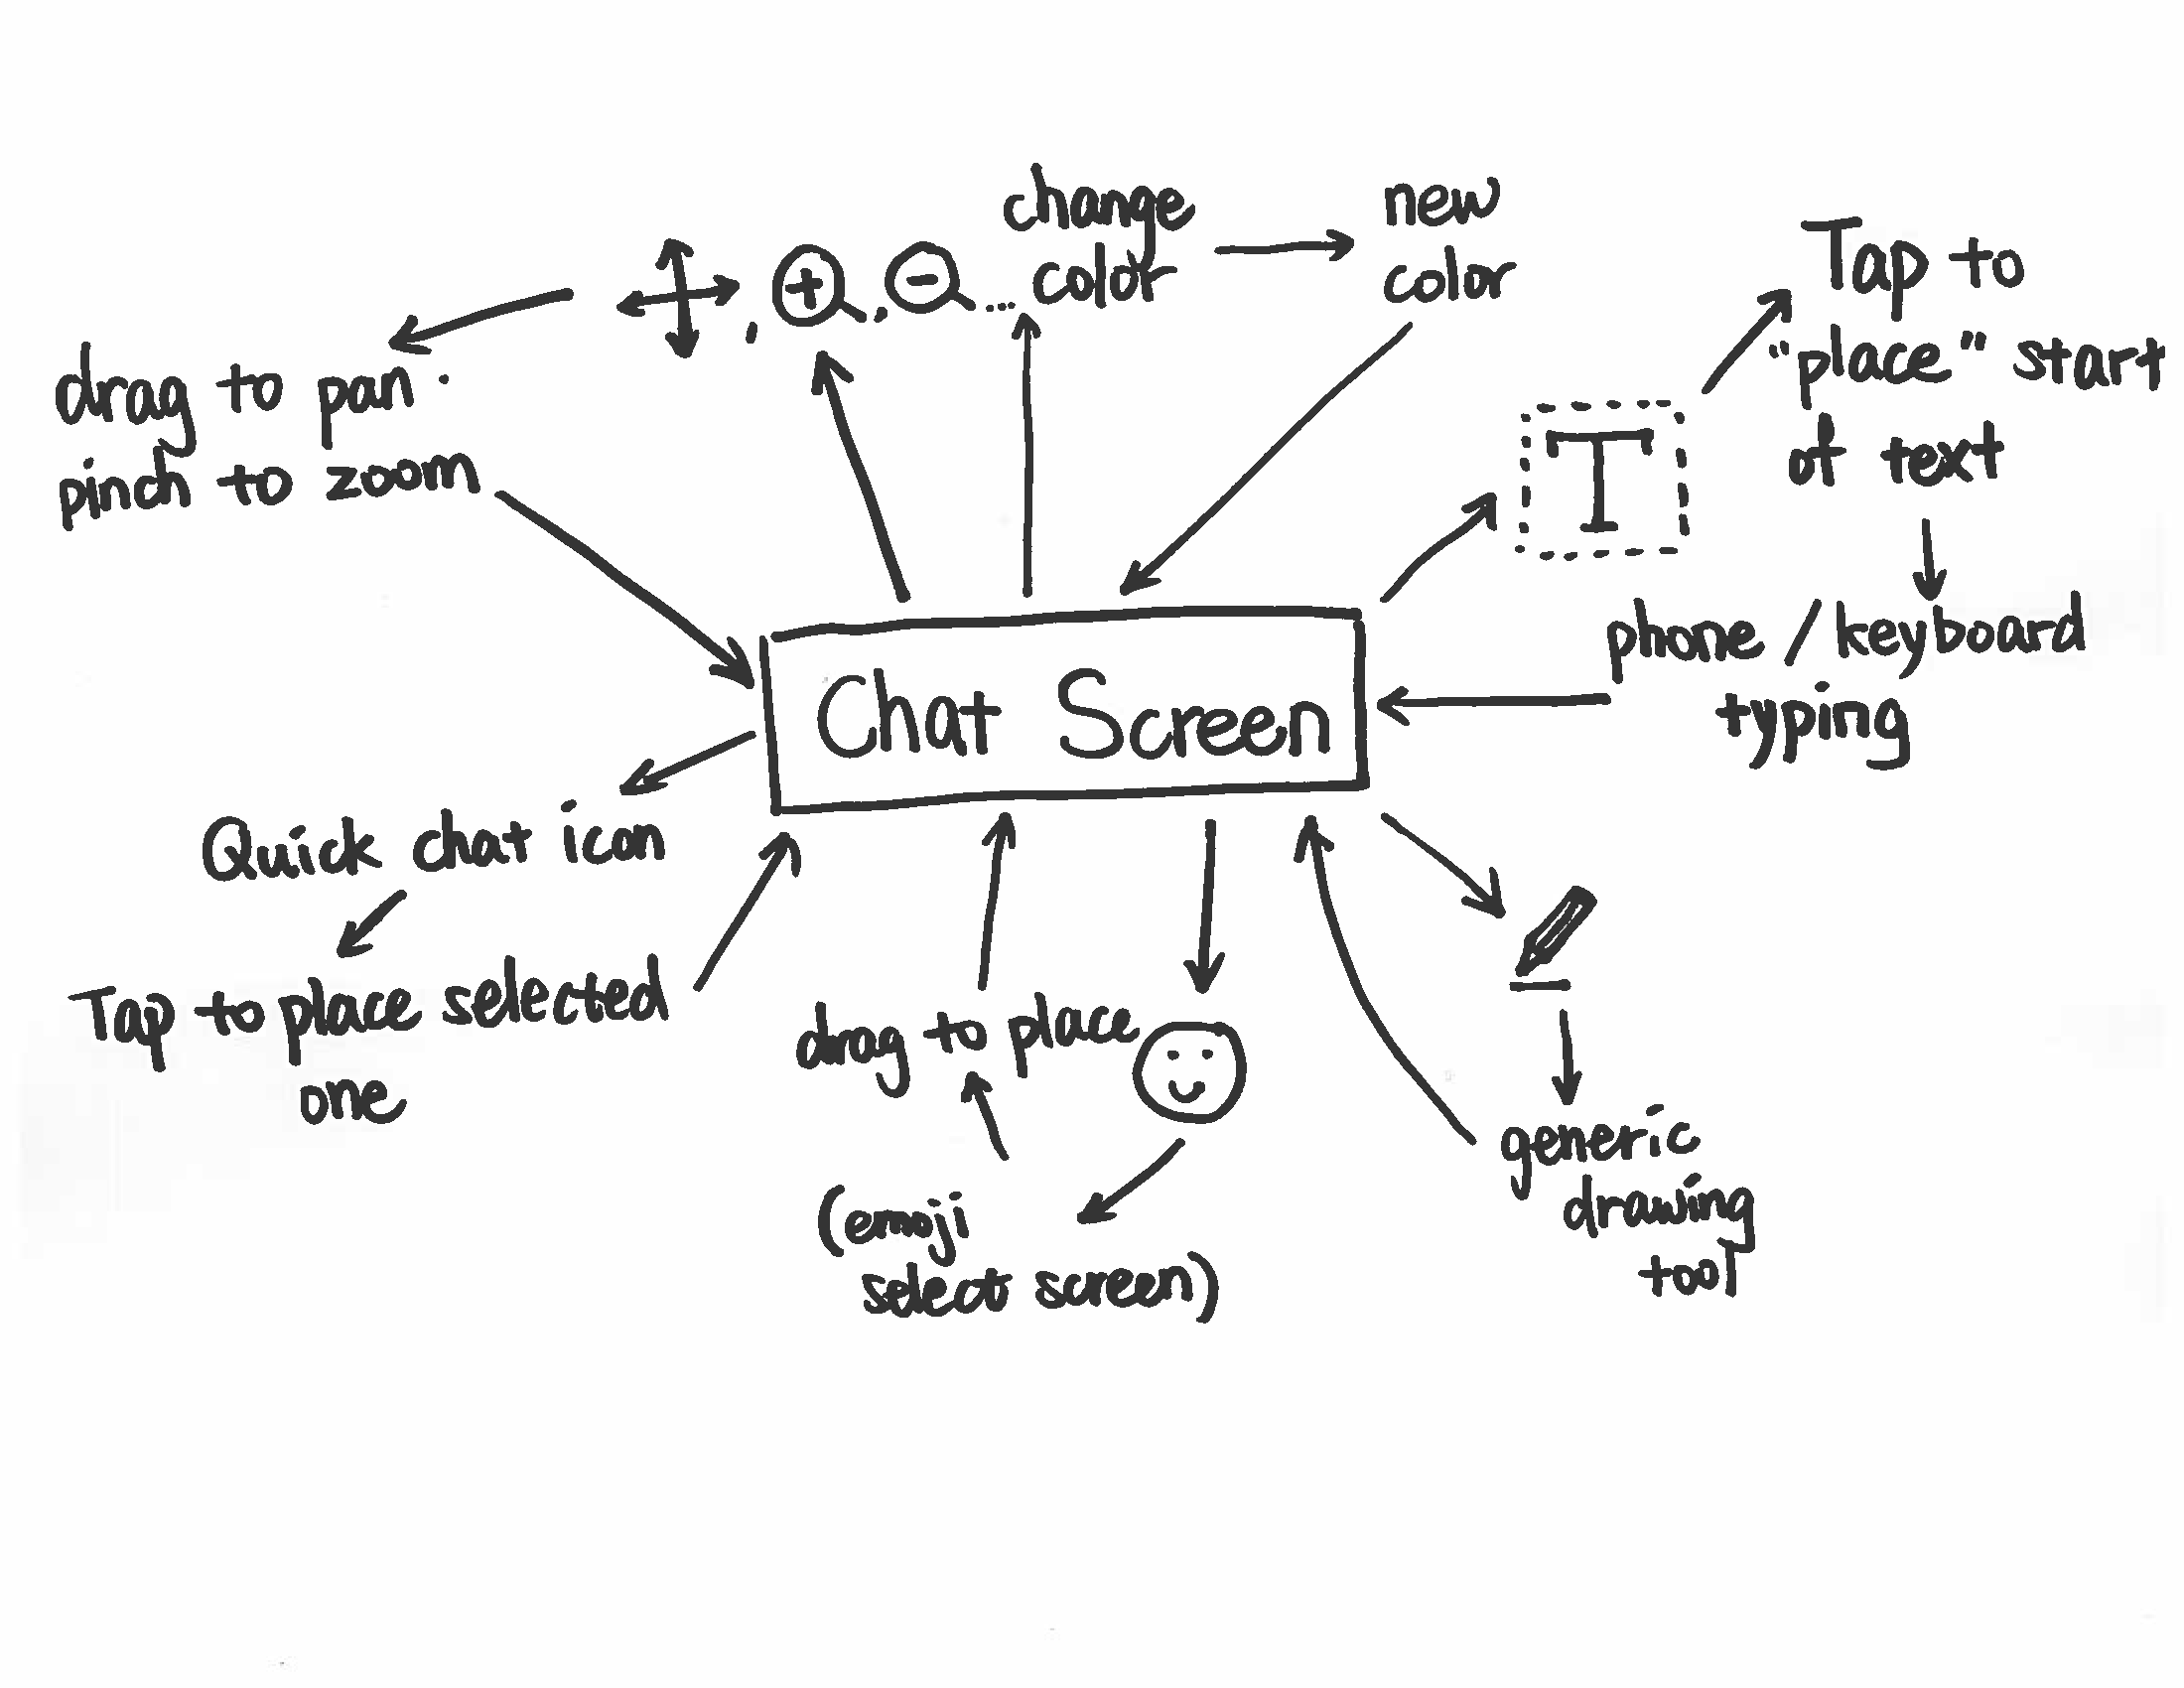 change
color
new
color
Tap to
"place" start
of text
drag to pan.
pinch to zoom
T
phone / keyboard
typing
Chat Screen
Quick chat icon
Tap to place selected
one
drag to place
(emoji
select screen)
generic
drawing
tool